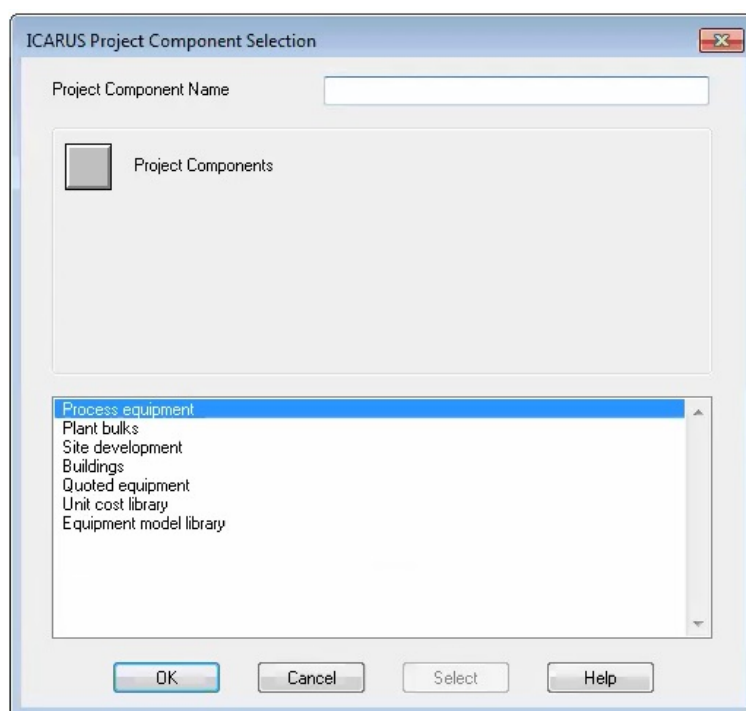 ICARUS Project Component Selection
Project Component Name
Project Components
Process equipment
Plant bulks
Site development
Buildings
Quoted equipment
Unit cost library
Equipment model library
OK Cancel Select Help